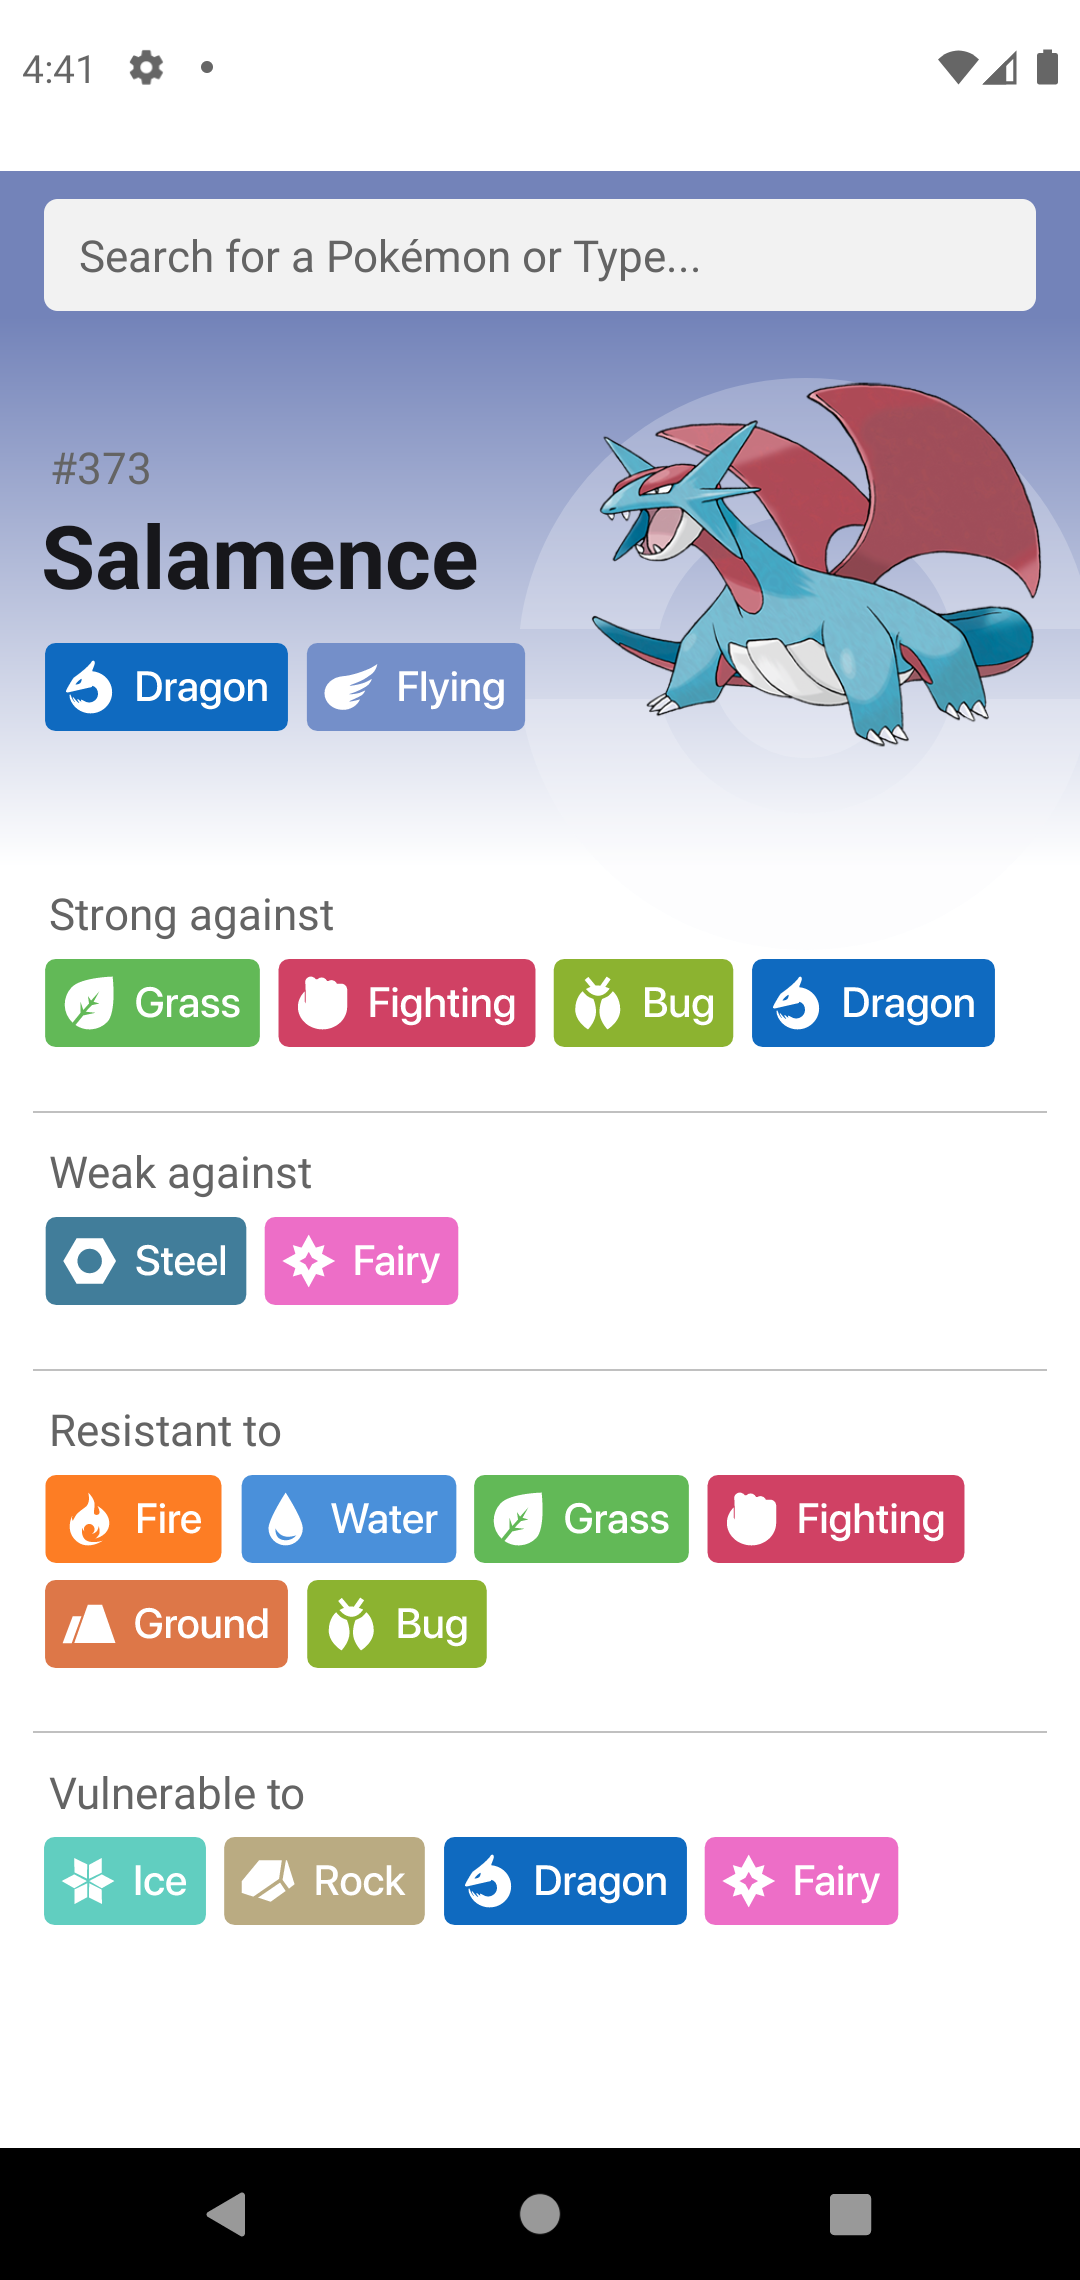 4:41
Search for a Pokémon or Type...
#373
Salamence
Dragon Flying
Strong against
Grass Fighting Bug Dragon
Weak against
Steel Fairy
Resistant to
Fire Water Grass Fighting
Ground Bug
Vulnerable to
Ice Rock Dragon Fairy